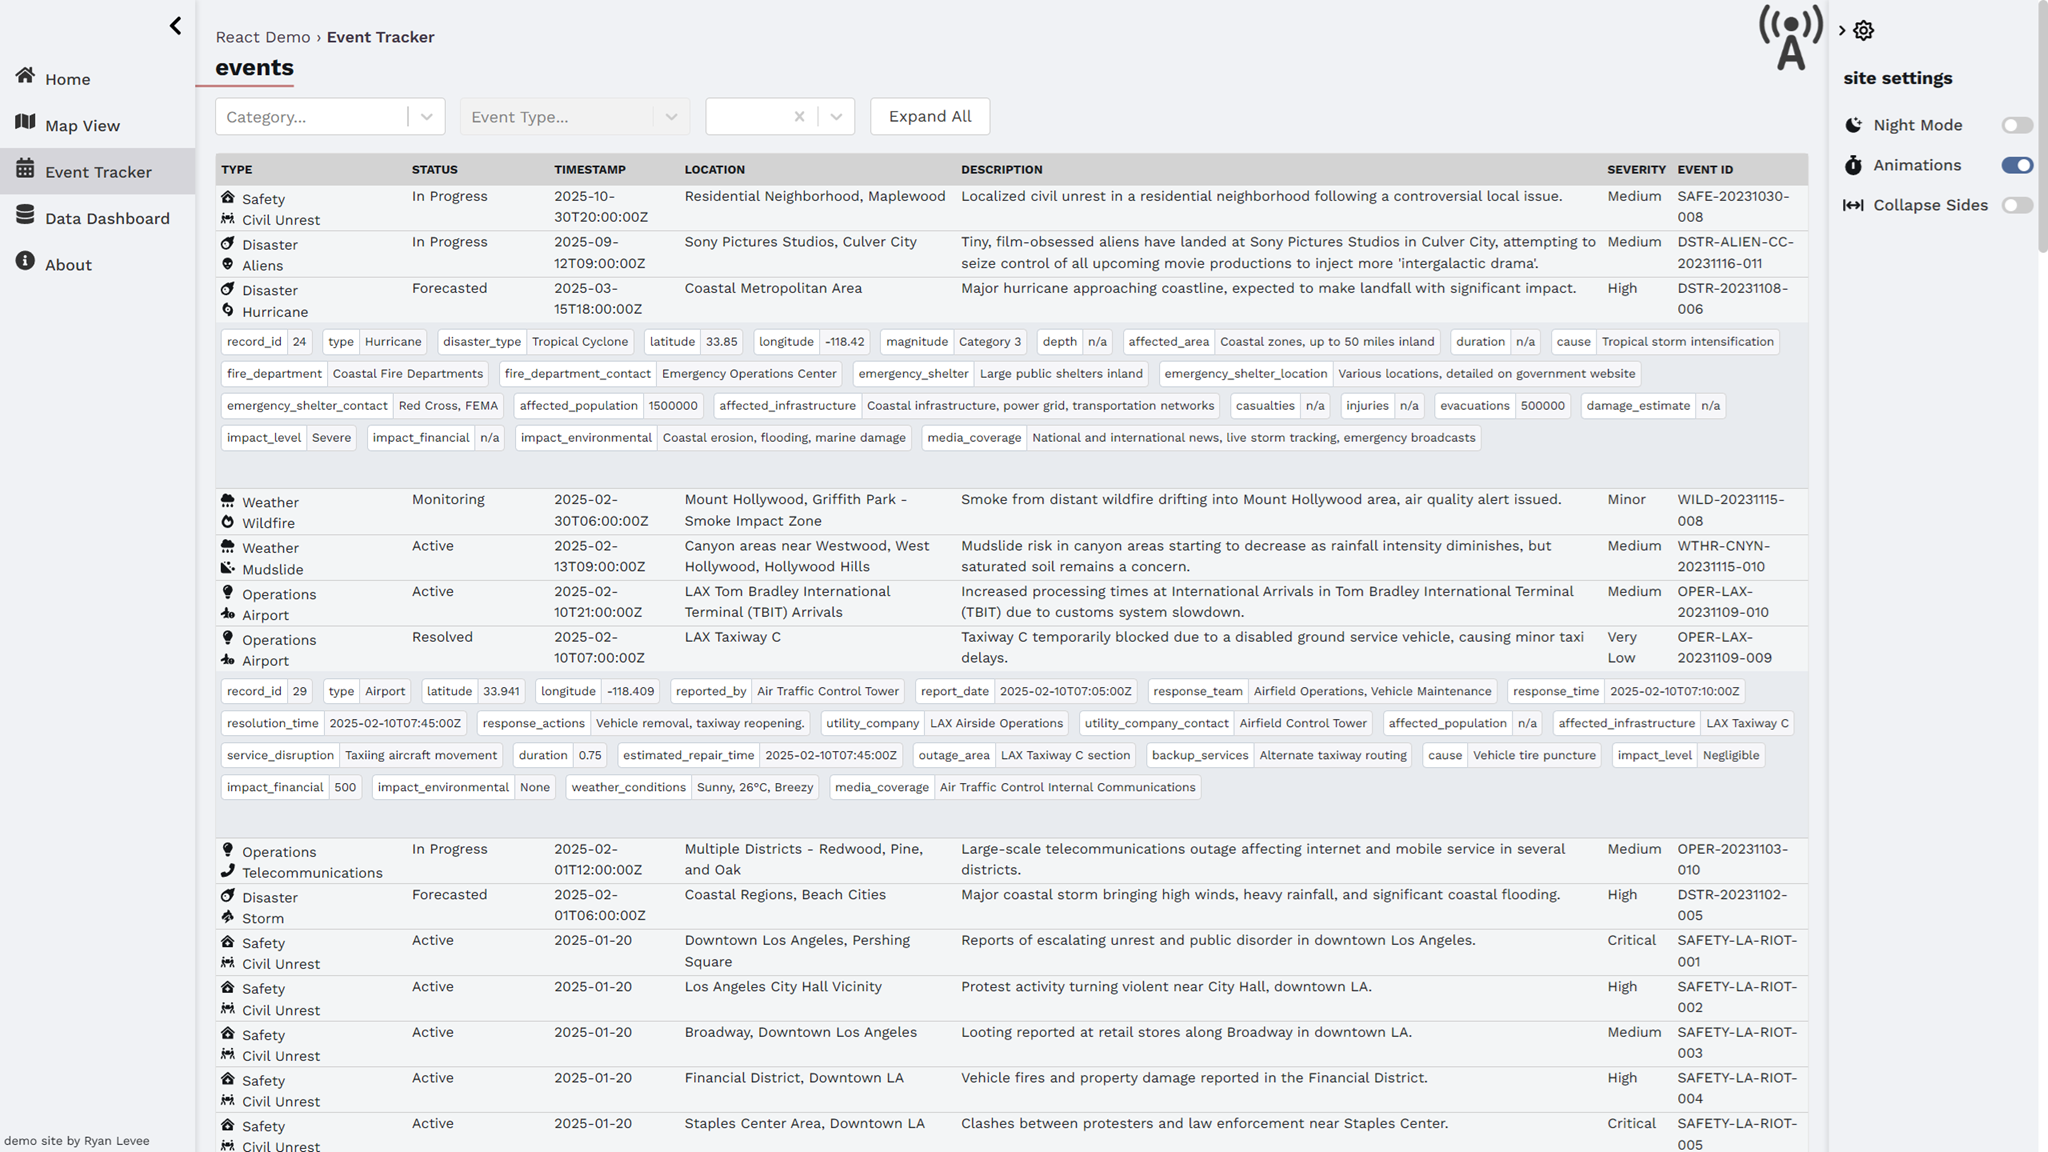 React Demo › Event Tracker
events
Home
Map View
Event Tracker
Data Dashboard
About
demo site by Ryan Levee
Category...
Event Type...
Expand All
TYPE STATUS TIMESTAMP LOCATION DESCRIPTION SEVERITY EVENT ID
Safety In Progress 2025-10- Residential Neighborhood, Maplewood Localized civil unrest in a residential neighborhood following a controversial local issue. Medium SAFE-20231030-
Civil Unrest 30T20:00:00Z 008
Disaster In Progress 2025-09- Sony Pictures Studios, Culver City Tiny, film-obsessed aliens have landed at Sony Pictures Studios in Culver City, attempting to Medium DSTR-ALIEN-CC-
Aliens 12T09:00:00Z seize control of all upcoming movie productions to inject more 'intergalactic drama'. 20231116-011
Disaster Forecasted 2025-03- Coastal Metropolitan Area Major hurricane approaching coastline, expected to make landfall with significant impact. High DSTR-20231108-
Hurricane 15T18:00:00Z 006
record_id 24 type Hurricane disaster_type Tropical Cyclone latitude 33.85 longitude -118.42 magnitude Category 3 depth n/a affected_area Coastal zones, up to 50 miles inland duration n/a cause Tropical storm intensification
fire_department Coastal Fire Departments fire_department_contact Emergency Operations Center emergency_shelter Large public shelters inland emergency_shelter_location Various locations, detailed on government website
emergency_shelter_contact Red Cross, FEMA affected_population 1500000 affected_infrastructure Coastal infrastructure, power grid, transportation networks casualties n/a injuries n/a evacuations 500000 damage_estimate n/a
impact_level Severe impact_financial n/a impact_environmental Coastal erosion, flooding, marine damage media_coverage National and international news, live storm tracking, emergency broadcasts
Weather Monitoring 2025-02- Mount Hollywood, Griffith Park - Smoke from distant wildfire drifting into Mount Hollywood area, air quality alert issued. Minor WILD-20231115-
Wildfire 30T06:00:00Z Smoke Impact Zone 008
Weather Active 2025-02- Canyon areas near Westwood, West Mudslide risk in canyon areas starting to decrease as rainfall intensity diminishes, but Medium WTHR-CNYN-
Mudslide 13T09:00:00Z Hollywood, Hollywood Hills saturated soil remains a concern. 20231115-010
Operations Active 2025-02- LAX Tom Bradley International Increased processing times at International Arrivals in Tom Bradley International Terminal Medium OPER-LAX-
Airport 10T21:00:00Z Terminal (TBIT) Arrivals (TBIT) due to customs system slowdown. 20231109-010
Operations Resolved 2025-02- LAX Taxiway C Taxiway C temporarily blocked due to a disabled ground service vehicle, causing minor taxi Very OPER-LAX-
Airport 10T07:00:00Z delays. Low 20231109-009
record_id 29 type Airport latitude 33.941 longitude -118.409 reported_by Air Traffic Control Tower report_date 2025-02-10T07:05:00Z response_team Airfield Operations, Vehicle Maintenance response_time 2025-02-10T07:10:00Z
resolution_time 2025-02-10T07:45:00Z response_actions Vehicle removal, taxiway reopening. utility_company LAX Airside Operations utility_company_contact Airfield Control Tower affected_population n/a affected_infrastructure LAX Taxiway C
service_disruption Taxiing aircraft movement duration 0.75 estimated_repair_time 2025-02-10T07:45:00Z outage_area LAX Taxiway C section backup_services Alternate taxiway routing cause Vehicle tire puncture impact_level Negligible
impact_financial 500 impact_environmental None weather_conditions Sunny, 26°C, Breezy media_coverage Air Traffic Control Internal Communications
Operations In Progress 2025-02- Multiple Districts - Redwood, Pine, Large-scale telecommunications outage affecting internet and mobile service in several Medium OPER-20231103-
Telecommunications 01T12:00:00Z and Oak districts. 010
Disaster Forecasted 2025-02- Coastal Regions, Beach Cities Major coastal storm bringing high winds, heavy rainfall, and significant coastal flooding. High DSTR-20231102-
Storm 01T06:00:00Z 005
Safety Active 2025-01-20 Downtown Los Angeles, Pershing Reports of escalating unrest and public disorder in downtown Los Angeles. Critical SAFETY-LA-RIOT-
Civil Unrest Square 001
Safety Active 2025-01-20 Los Angeles City Hall Vicinity Protest activity turning violent near City Hall, downtown LA. High SAFETY-LA-RIOT-
Civil Unrest 002
Safety Active 2025-01-20 Broadway, Downtown Los Angeles Looting reported at retail stores along Broadway in downtown LA. Medium SAFETY-LA-RIOT-
Civil Unrest 003
Safety Active 2025-01-20 Financial District, Downtown LA Vehicle fires and property damage reported in the Financial District. High SAFETY-LA-RIOT-
Civil Unrest 004
Safety Active 2025-01-20 Staples Center Area, Downtown LA Clashes between protesters and law enforcement near Staples Center. Critical SAFETY-LA-RIOT-
Civil Unrest 005
site settings
Night Mode
Animations
Collapse Sides